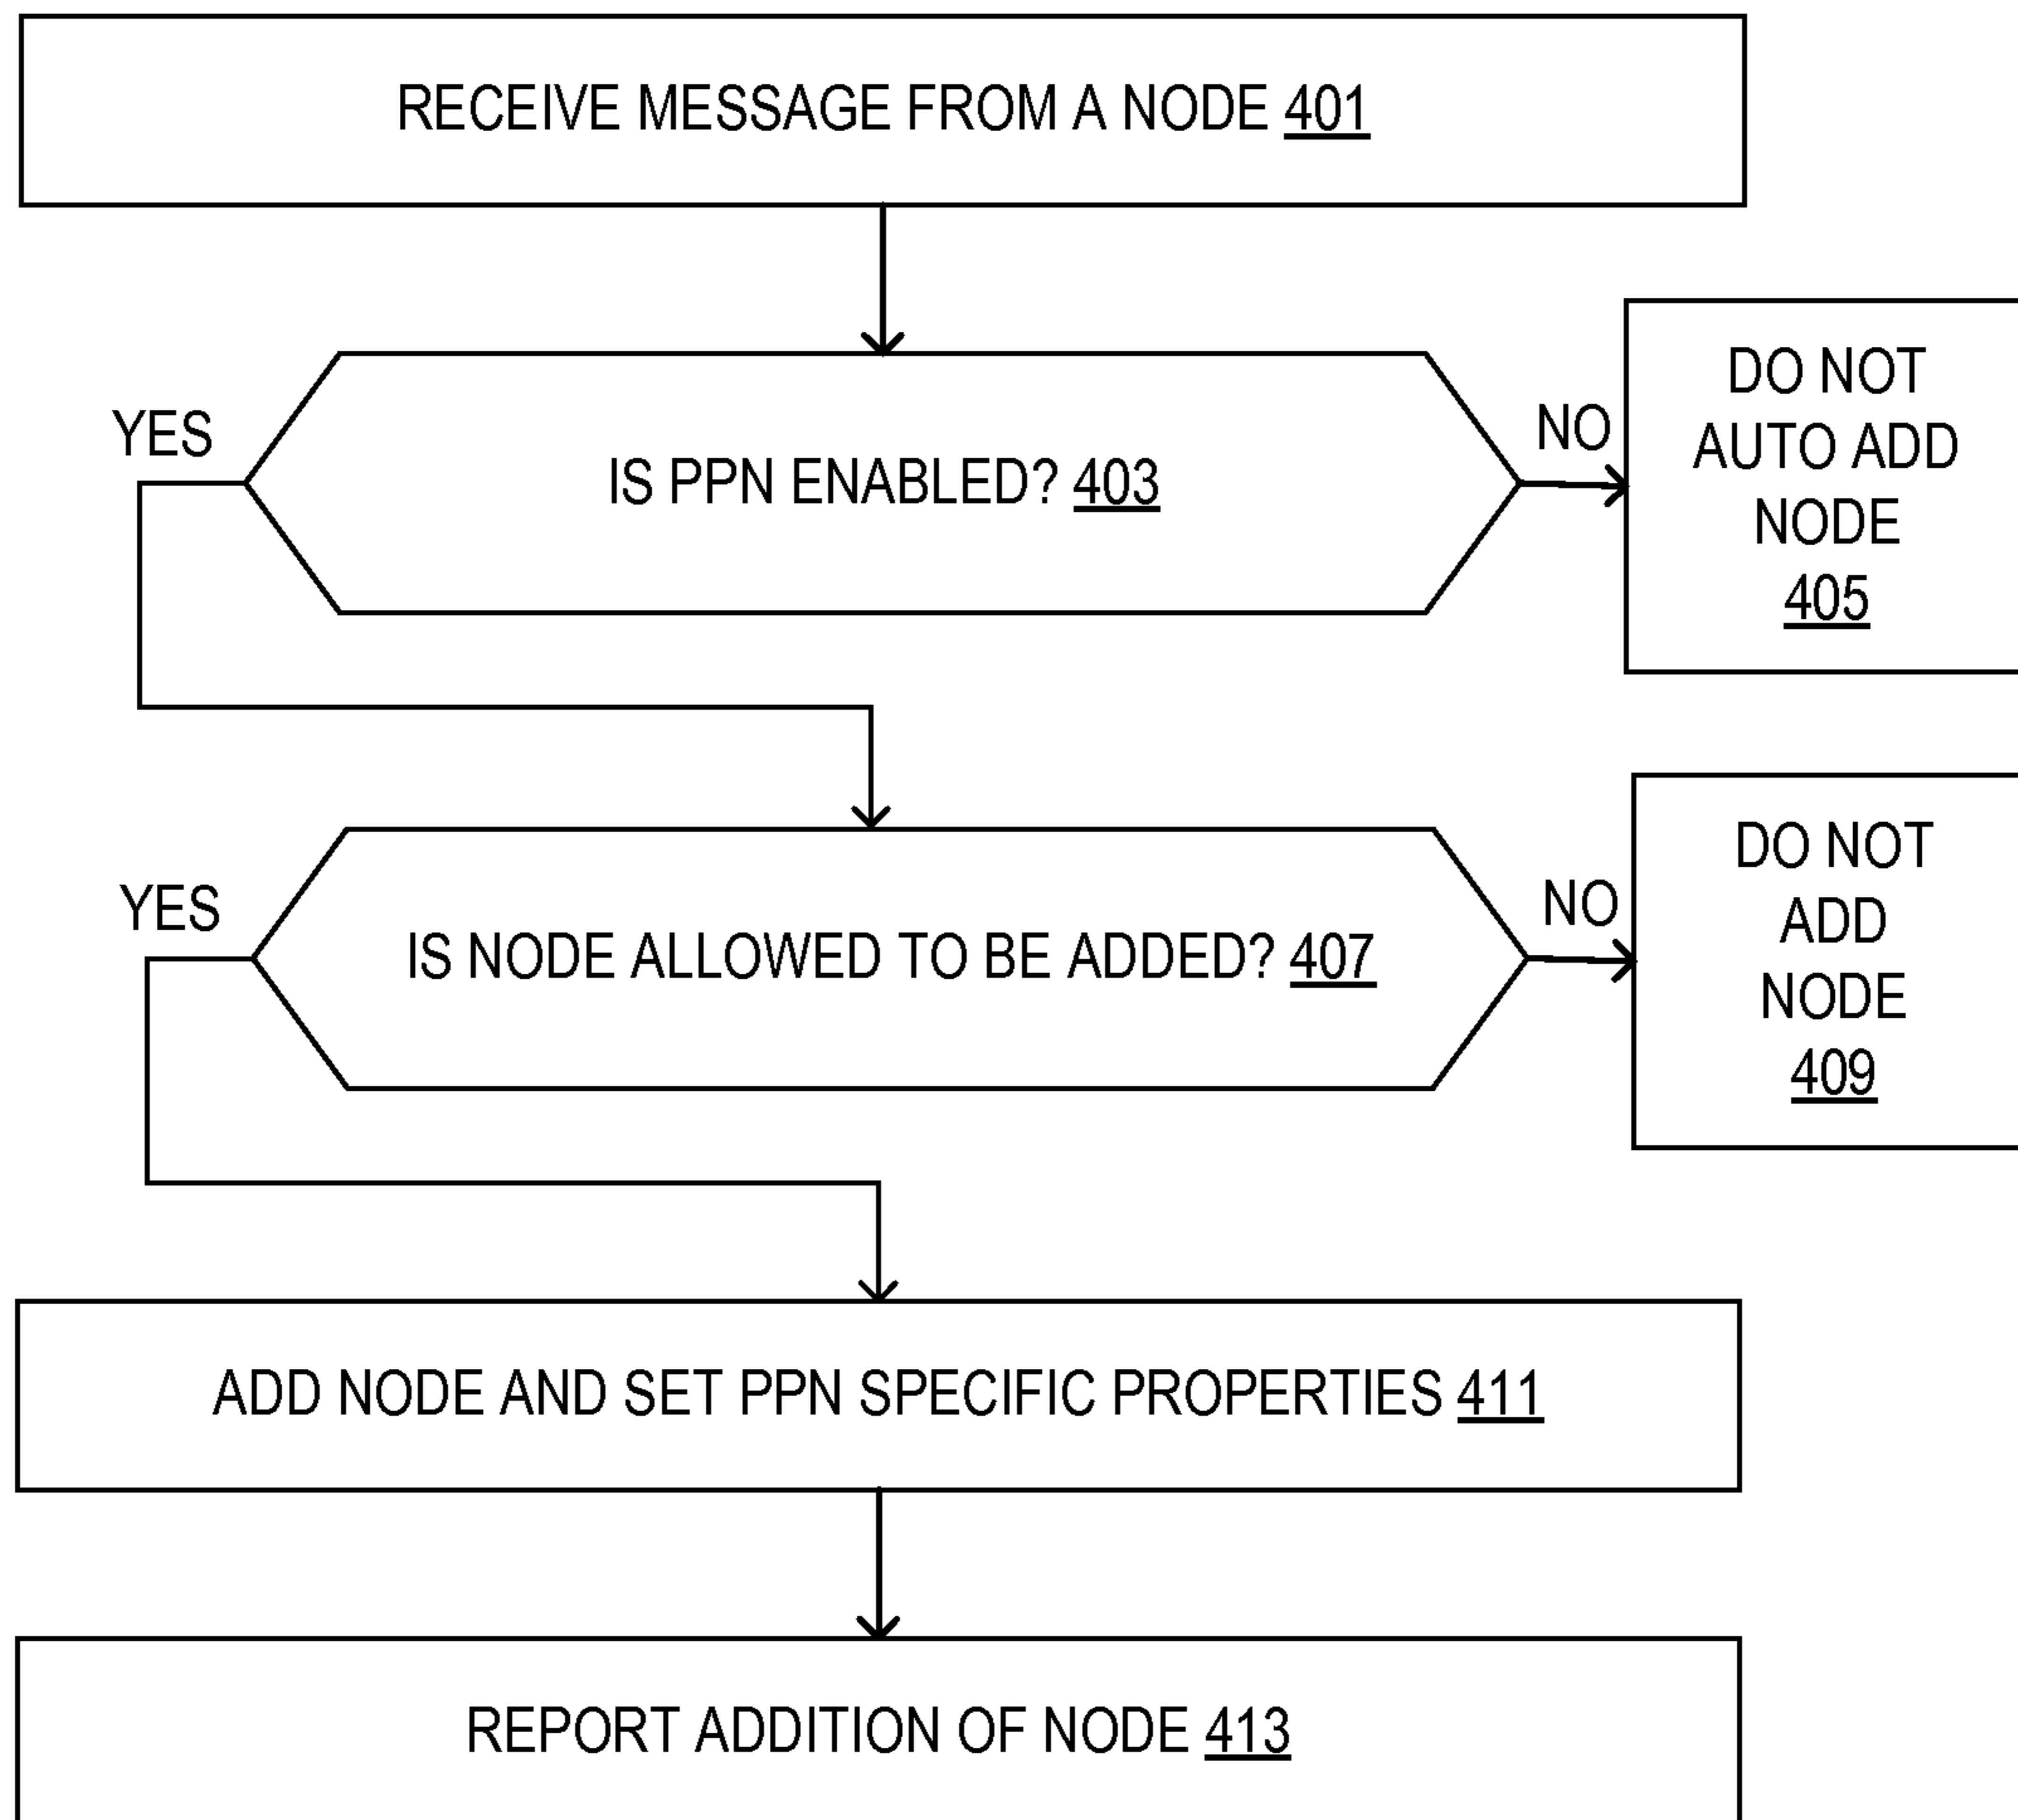 RECEIVE MESSAGE FROM A NODE 401
YES
IS PPN ENABLED? 403
NO
DO NOT
AUTO ADD
NODE
405
YES
IS NODE ALLOWED TO BE ADDED? 407
NO
DO NOT
ADD
NODE
409
ADD NODE AND SET PPN SPECIFIC PROPERTIES 411
REPORT ADDITION OF NODE 413